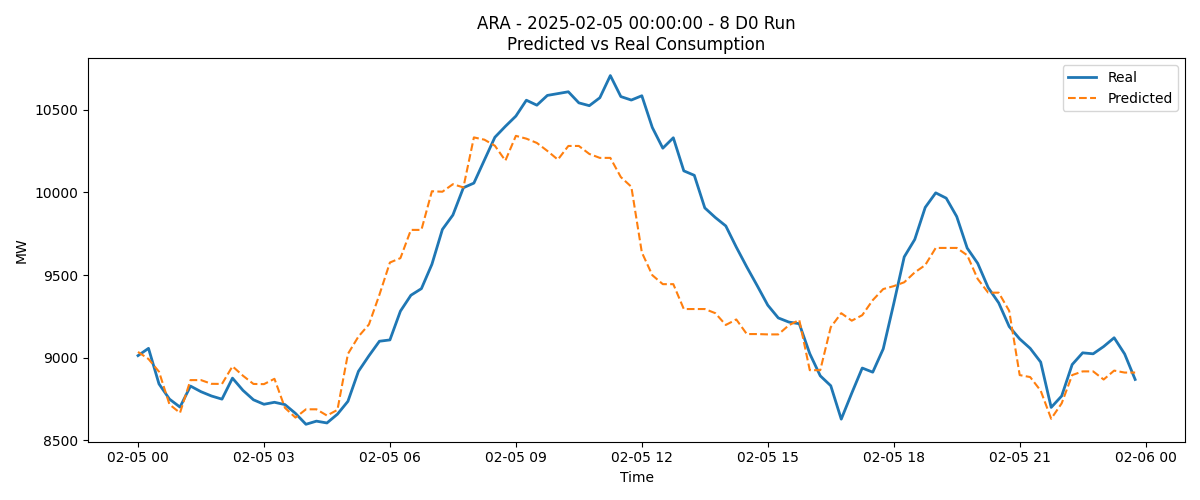 ARA - 2025-02-05 00:00:00 - 8 D0 Run
Predicted vs Real Consumption
Real
Predicted
10500
10000
9500
9000
8500
MW
02-05 00
02-05 03
02-05 06
02-05 09
02-05 12
02-05 15
02-05 18
02-05 21
02-06 00
Time